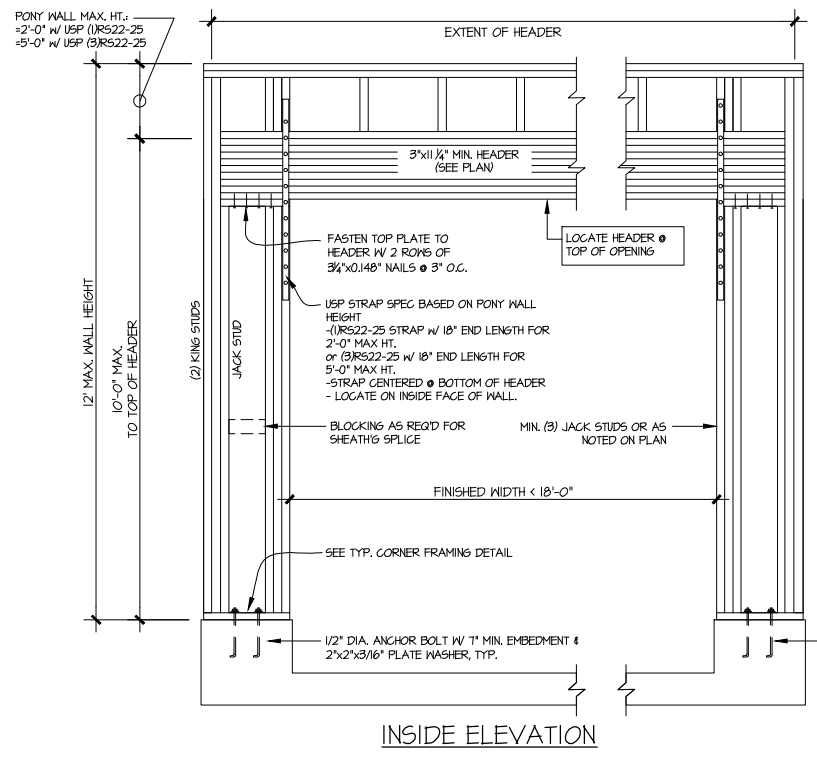 PONY WALL MAX. HT.:
=2'-0" W/ USP (1)RS22-25
=5'-0" W/ USP (3)RS22-25
EXTENT OF HEADER
3"x11 1/4" MIN. HEADER
(SEE PLAN)
FASTEN TOP PLATE TO
HEADER W/ 2 ROWS OF
3 1/4"x0.148" NAILS @ 3" O.C.
LOCATE HEADER @
TOP OF OPENING
USP STRAP SPEC BASED ON PONY WALL
HEIGHT
-(1)RS22-25 STRAP W/ 18" END LENGTH FOR
2'-0" MAX HT.
or (3)RS22-25 W/ 18" END LENGTH FOR
5'-0" MAX HT.
-STRAP CENTERED @ BOTTOM OF HEADER
- LOCATE ON INSIDE FACE OF WALL.
12' MAX. WALL HEIGHT
10'-0" MAX.
TO TOP OF HEADER
(2) KING STUDS
JACK STUD
BLOCKING AS REQ'D FOR
SHEATH'G SPLICE
MIN. (3) JACK STUDS OR AS
NOTED ON PLAN
FINISHED WIDTH < 18'-0"
SEE TYP. CORNER FRAMING DETAIL
1/2" DIA. ANCHOR BOLT W/ 7" MIN. EMBEDMENT &
2"x2"x3/16" PLATE WASHER, TYP.
INSIDE ELEVATION